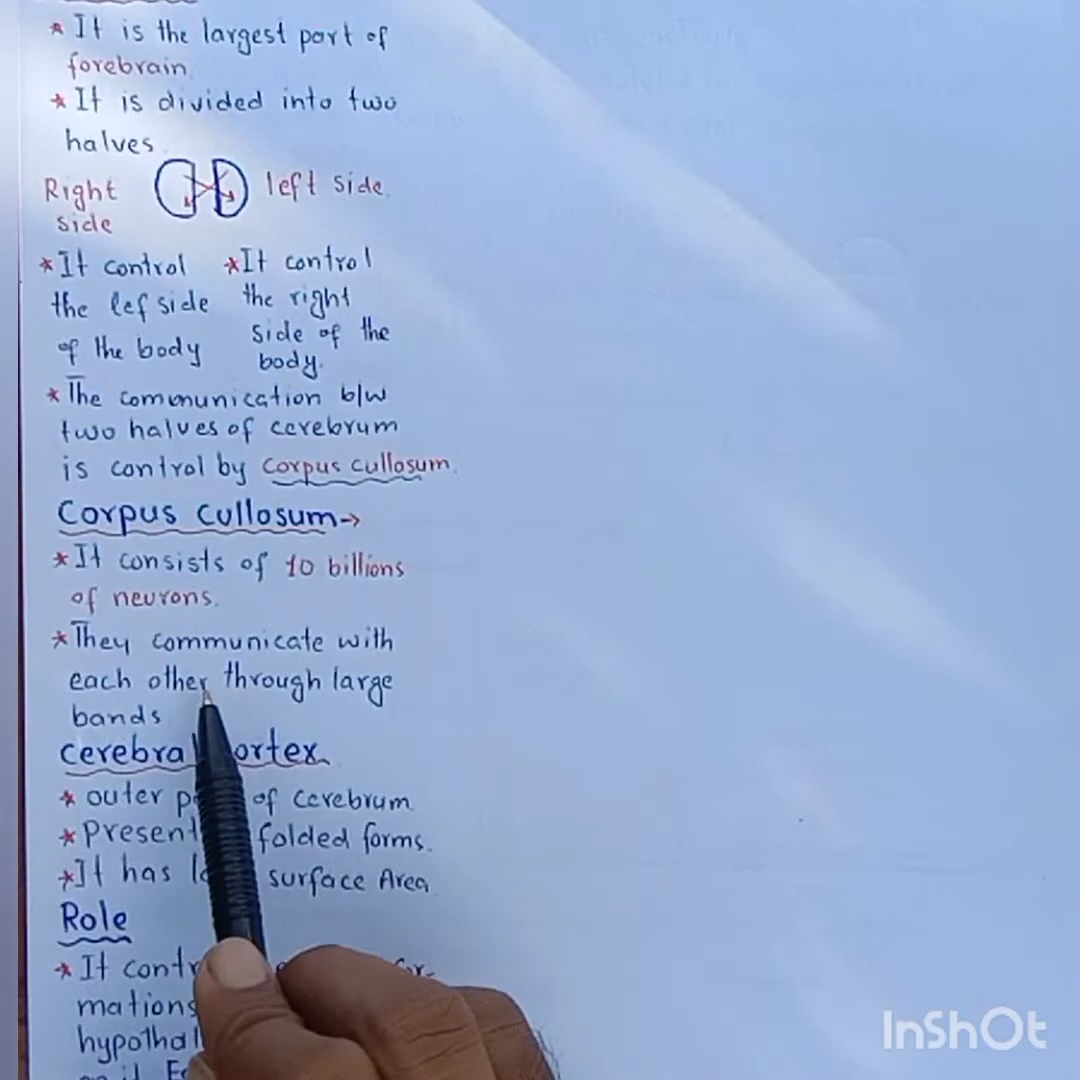 * It is the largest part of
forebrain
* It is divided into two
halves.
Right
side
left side.
* It control
the lef side
of the body
* It control
the right
side of the
body.
* The communication b/w
two halves of cerebrum
is control by corpus cullosum.
Corpus cullosum→
* It consists of 10 billions
of neurons.
* They communicate with
each other through large
bands
cerebral cortex
* outer of cerebrum
* Present folded forms.
* It has surface Area
Role
* It
mations
InShOt